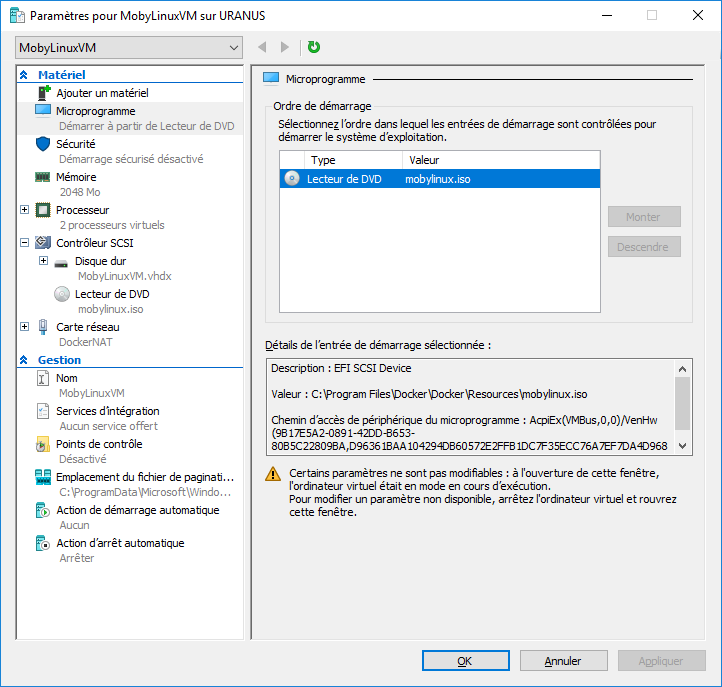 Paramètres pour MobyLinuxVM sur URANUS
MobyLinuxVM
Matériel
Ajouter un matériel
Microprogramme
Démarrer à partir de Lecteur de DVD
Sécurité
Démarrage sécurisé désactivé
Mémoire
2048 Mo
Processeur
2 processeurs virtuels
Contrôleur SCSI
Disque dur
MobyLinuxVM.vhdx
Lecteur de DVD
mobylinux.iso
Carte réseau
DockerNAT
Gestion
Nom
MobyLinuxVM
Services d'intégration
Aucun service offert
Points de contrôle
Désactivé
Emplacement du fichier de paginati...
C:\ProgramData\Microsoft\Windo...
Action de démarrage automatique
Aucun
Action d'arrêt automatique
Arrêter
Microprogramme
Ordre de démarrage
Sélectionnez l'ordre dans lequel les entrées de démarrage sont contrôlées pour
démarrer le système d'exploitation.
Type Valeur
Lecteur de DVD mobylinux.iso
Monter
Descendre
Détails de l'entrée de démarrage sélectionnée :
Description : EFI SCSI Device
Valeur : C:\Program Files\Docker\Docker\Resources\mobylinux.iso
Chemin d'accès de périphérique du microprogramme : AcpiEx(VMBus,0,0)/VenHw
(9B17E5A2-0891-42DD-B653-
80B5C22809BA,D96361BAA104294DB60572E2FFB1DC7F35ECC76A7EF7DA4D968
Certains paramètres ne sont pas modifiables : à l'ouverture de cette fenêtre,
l'ordinateur virtuel était en mode en cours d'exécution.
Pour modifier un paramètre non disponible, arrêtez l'ordinateur virtuel et rouvrez
cette fenêtre.
OK
Annuler
Appliquer